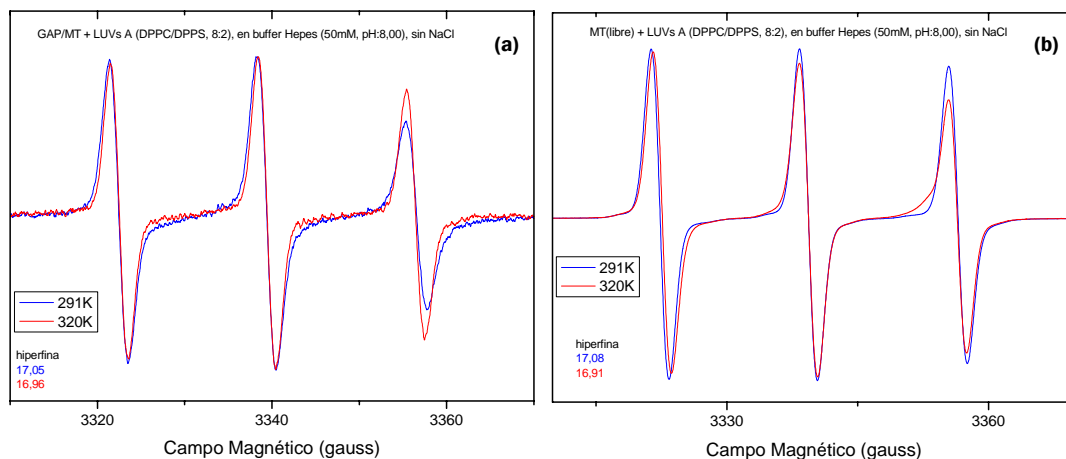 GAP/MT + LUVs A (DPPC/DPPS, 8:2), en buffer Hepes (50mM, pH:8,00), sin NaCl
(a)
291K
320K
hiperfina
17,05
16,96
3320
3340
3360
Campo Magnético (gauss)
MT(libre) + LUVs A (DPPC/DPPS, 8:2), en buffer Hepes (50mM, pH:8,00), sin NaCl
(b)
291K
320K
hiperfina
17,08
16,91
3330
3360
Campo Magnético (gauss)